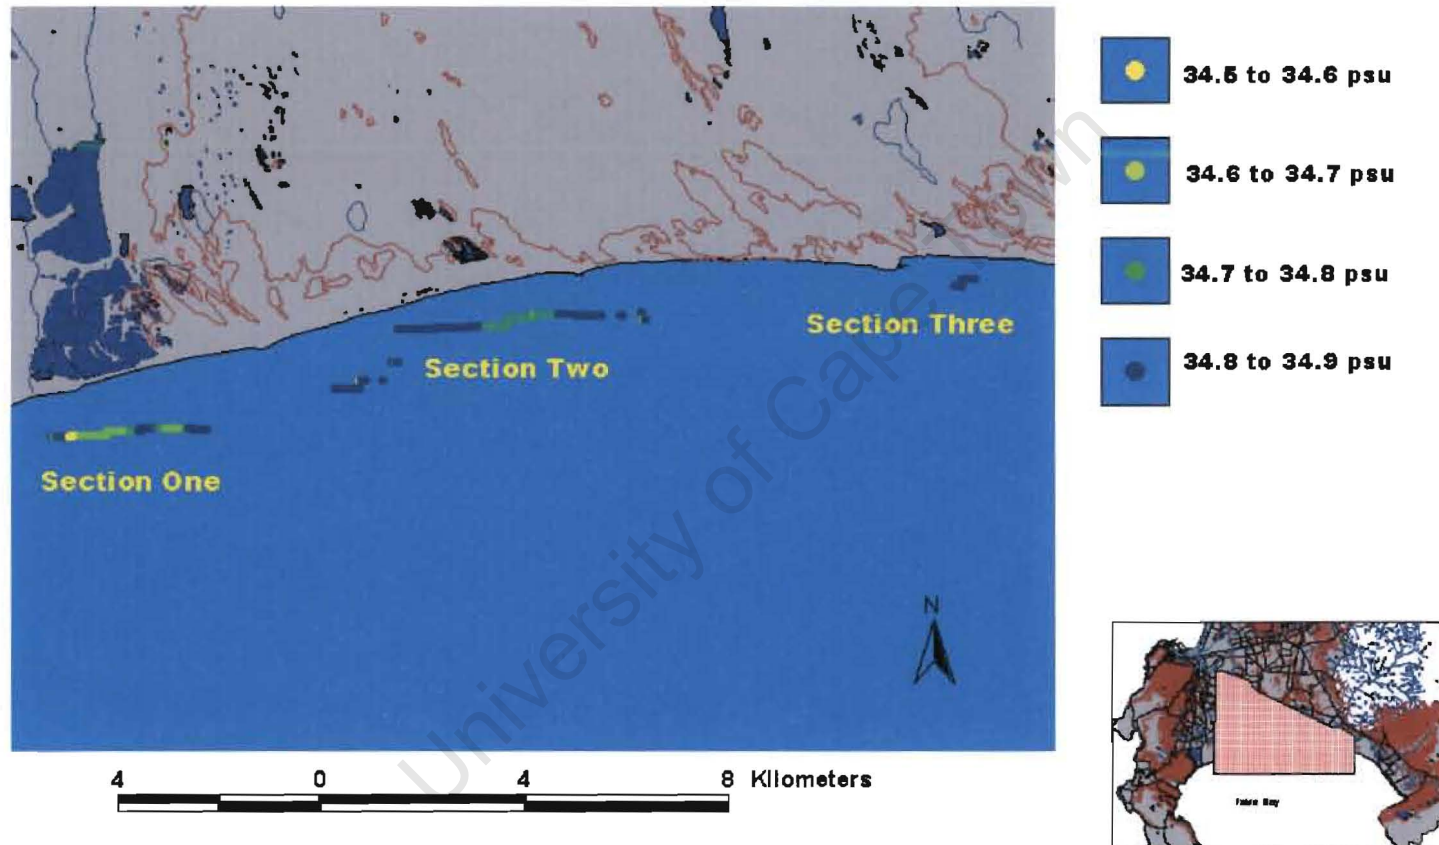 34.5 to 34.6 psu
34.6 to 34.7 psu
34.7 to 34.8 psu
34.8 to 34.9 psu
Section Three
Section Two
Section One
N
4 0 4 8 Kilometers
University of Cape Town
Bay